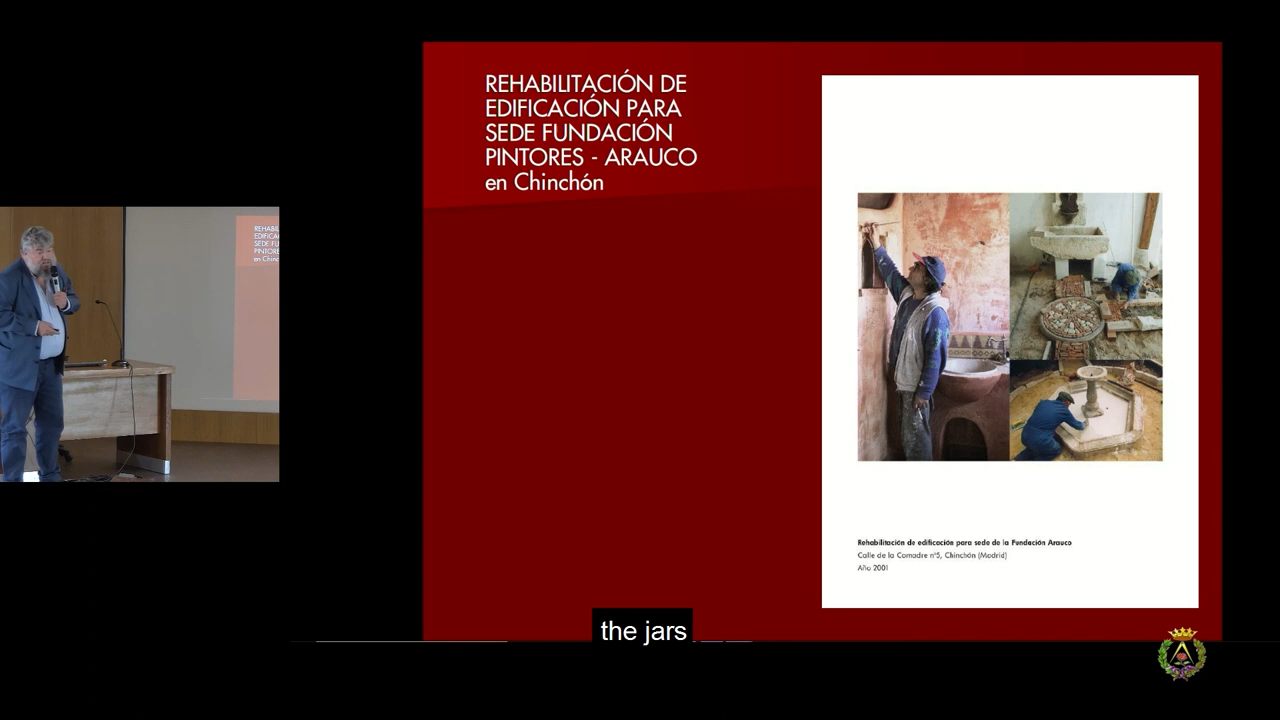 REHABILITACIÓN DE
EDIFICACIÓN PARA
SEDE FUNDACIÓN
PINTORES - ARAUCO
en Chinchón
Rehabilitación de edificación para sede de la Fundación Arauco
Calle de la Comadre nº5, Chinchón (Madrid)
Año 2001
the jars